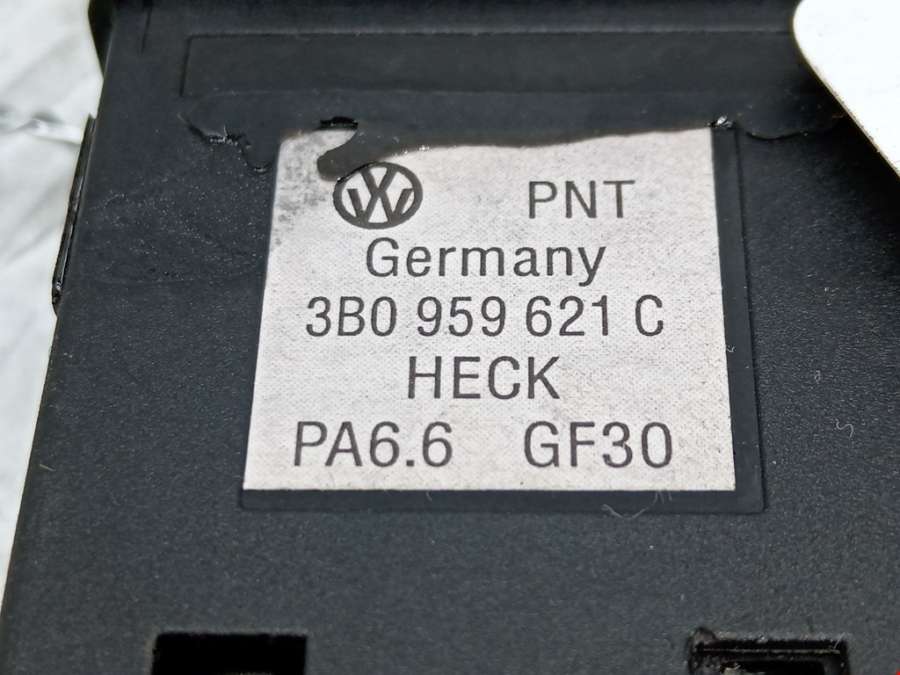 PNT
Germany
3B0 959 621 C
HECK
PA6.6 GF30